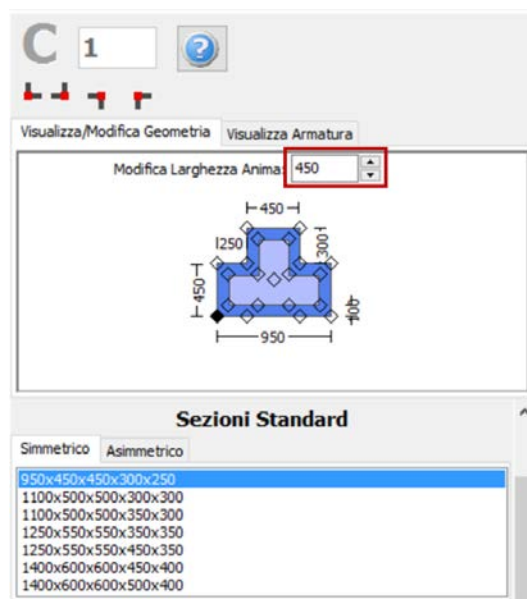 C 1 ?
Visualizza/Modifica Geometria Visualizza Armatura
Modifica Larghezza Anima: 450
450
250
300
450
100
950
Sezioni Standard
Simmetrico Asimmetrico
950x450x450x300x250
1100x500x500x300x300
1100x500x500x350x300
1250x550x550x350x350
1250x550x550x450x350
1400x600x600x450x400
1400x600x600x500x400